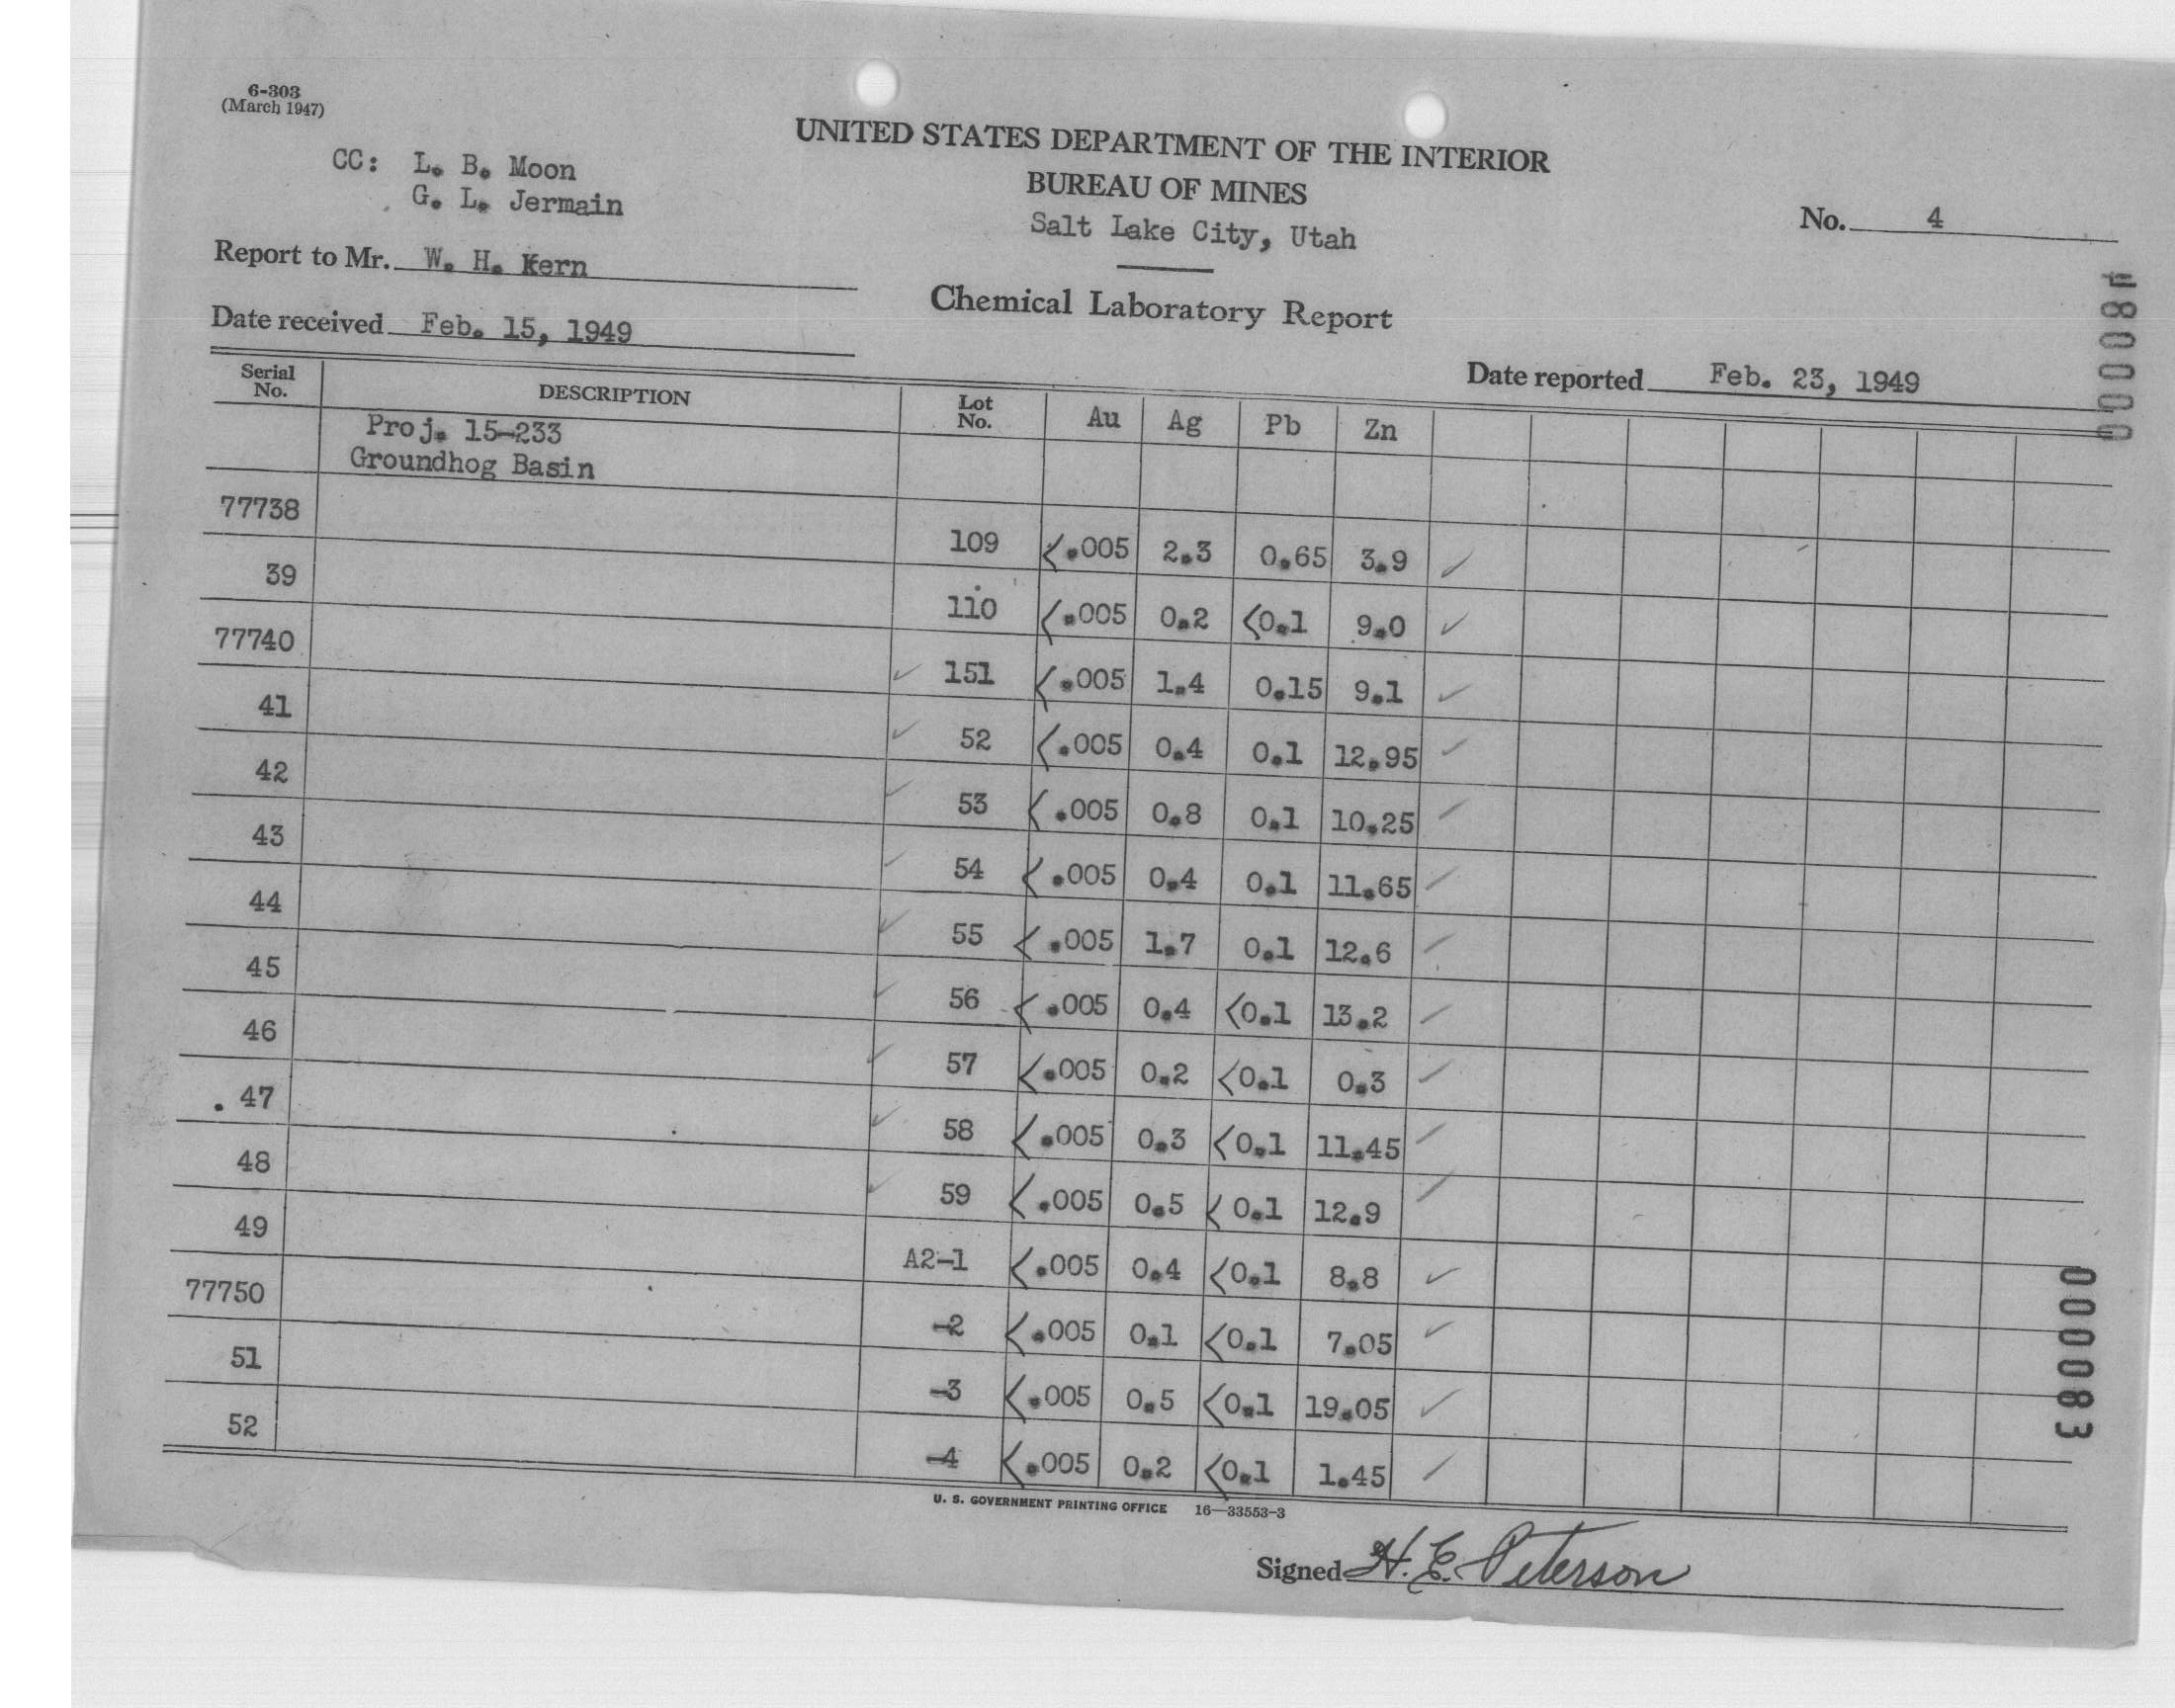 6-303
(March 1947)
CC: L. B. Moon
G. L. Jermain
UNITED STATES DEPARTMENT OF THE INTERIOR
BUREAU OF MINES
Salt Lake City, Utah
No. 4
Report to Mr. W. H. Kern
Date received Feb. 15, 1949
Chemical Laboratory Report
Date reported Feb. 23, 1949
Serial No. DESCRIPTION Lot No. Au Ag Pb Zn
Proj. 15-233
Groundhog Basin
77738 109 <.005 2.3 0.65 3.9 ✓
39 110 <.005 0.2 <0.1 9.0 ✓
77740 ✓ 151 <.005 1.4 0.15 9.1 ✓
41 ✓ 52 <.005 0.4 0.1 12.95 ✓
42 ✓ 53 <.005 0.8 0.1 10.25 ✓
43 ✓ 54 <.005 0.4 0.1 11.65 ✓
44 ✓ 55 <.005 1.7 0.1 12.6 ✓
45 ✓ 56 <.005 0.4 <0.1 13.2 ✓
46 ✓ 57 <.005 0.2 <0.1 0.3 ✓
47 ✓ 58 <.005 0.3 <0.1 11.45 ✓
48 ✓ 59 <.005 0.5 <0.1 12.9 ✓
49 A2-1 <.005 0.4 <0.1 8.8 ✓
77750 -2 <.005 0.1 <0.1 7.05 ✓
51 -3 <.005 0.5 <0.1 19.05 ✓
52 -4 <.005 0.2 <0.1 1.45 ✓
U. S. GOVERNMENT PRINTING OFFICE 16—33553-3
Signed H. E. Peterson
000083